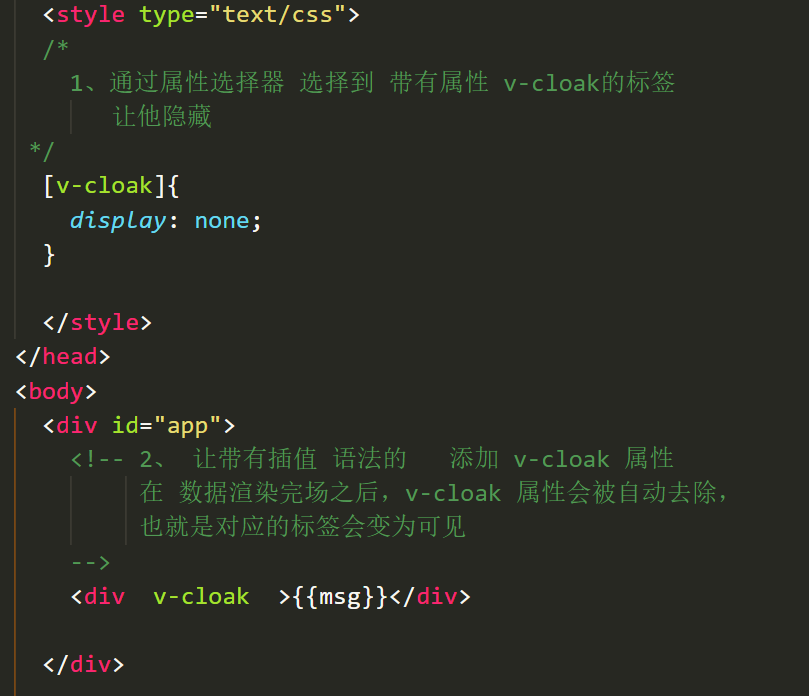 <style type="text/css">
/*
1、通过属性选择器 选择到 带有属性 v-cloak的标签
让他隐藏
*/
[v-cloak]{
display: none;
}
</style>
</head>
<body>
<div id="app">
<!-- 2、 让带有插值 语法的 添加 v-cloak 属性
在 数据渲染完场之后，v-cloak 属性会被自动去除，
也就是对应的标签会变为可见
-->
<div v-cloak >{{msg}}</div>
</div>